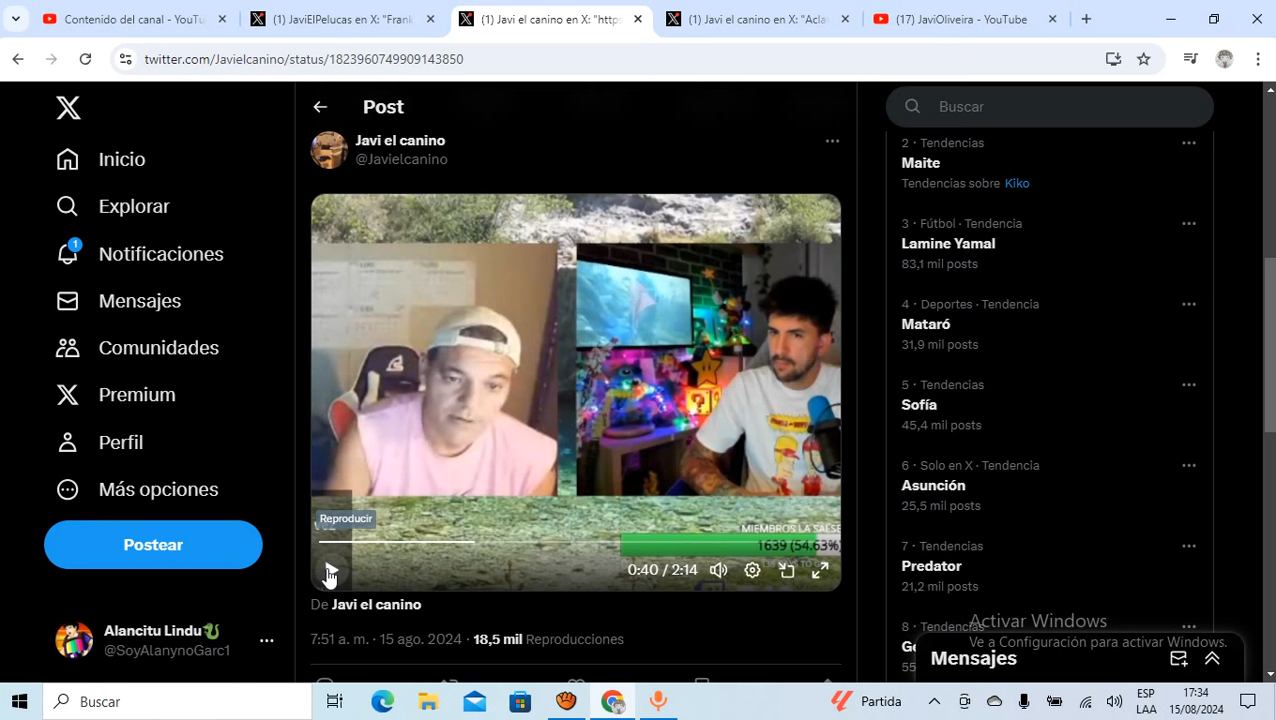 Contenido del canal - YouTu
(1) JaviElPelucas en X: "Frank
(1) Javi el canino en X: "https
(1) Javi el canino en X: "Acla
(17) JaviOliveira - YouTube
twitter.com/Javielcanino/status/1823960749909143850
Post
Buscar
Inicio
Explorar
1
Notificaciones
Mensajes
Comunidades
Premium
Perfil
Más opciones
Postear
Alancitu Lindu
@SoyAlanynoGarc1
Javi el canino
@Javielcanino
Reproducir
MIEMBROS LA SAESE
1639 (54.63%)
0:40 / 2:14
De Javi el canino
7:51 a. m. · 15 ago. 2024 · 18,5 mil Reproducciones
2 · Tendencias
Maite
Tendencias sobre Kiko
3 · Fútbol · Tendencia
Lamine Yamal
83,1 mil posts
4 · Deportes · Tendencia
Mataró
31,9 mil posts
5 · Tendencias
Sofía
45,4 mil posts
6 · Solo en X · Tendencia
Asunción
25,5 mil posts
7 · Tendencias
Predator
21,2 mil posts
8 · Tendencias
Ge
55
Activar Windows
Ve a Configuración para activar Windows.
Mensajes
Buscar
Partida
ESP
LAA
17:34
15/08/2024